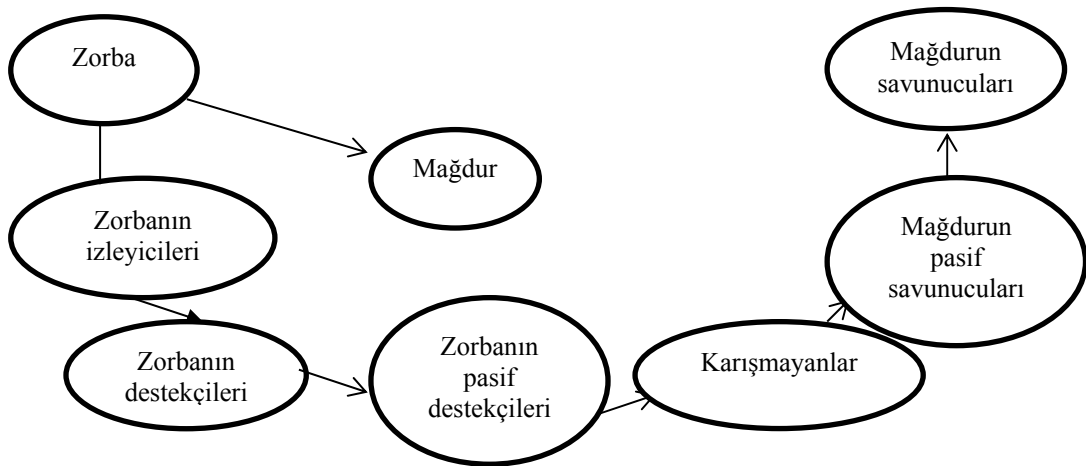 Zorba
Mağdur
Zorbanın
izleyicileri
Zorbanın
destekçileri
Zorbanın
pasif
destekçileri
Karışmayanlar
Mağdurun
pasif
savunucuları
Mağdurun
savunucuları